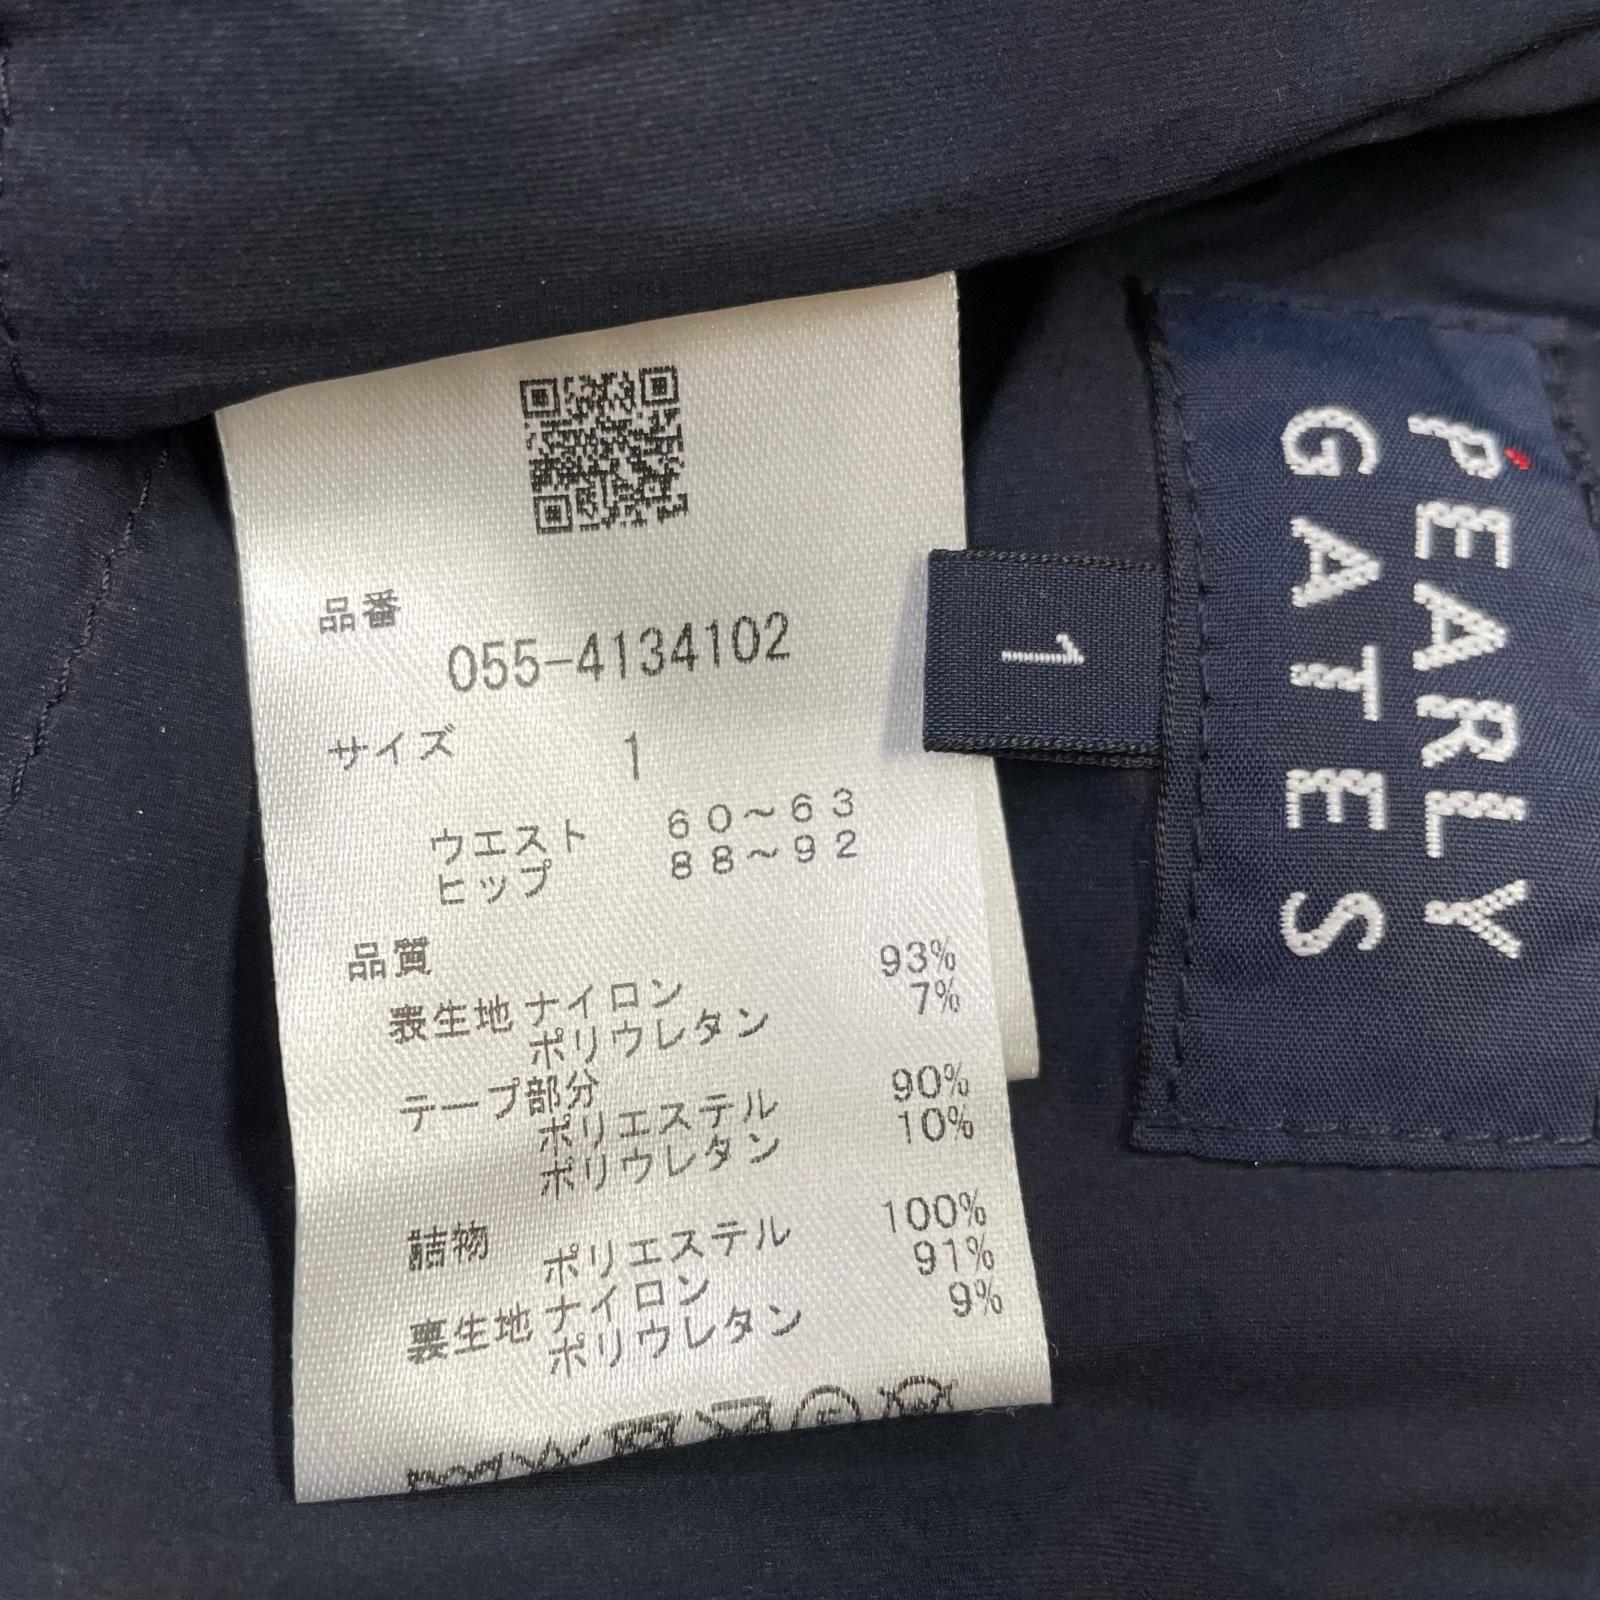 品番
055-4134102
サイズ 1
ウエスト 60~63
ヒップ 88~92
品質
表生地 ナイロン 93%
ポリウレタン 7%
テープ部分
ポリエステル 90%
ポリウレタン 10%
詰物 ポリエステル 100%
裏生地 ナイロン 91%
ポリウレタン 9%
1
PEARLY
GATES